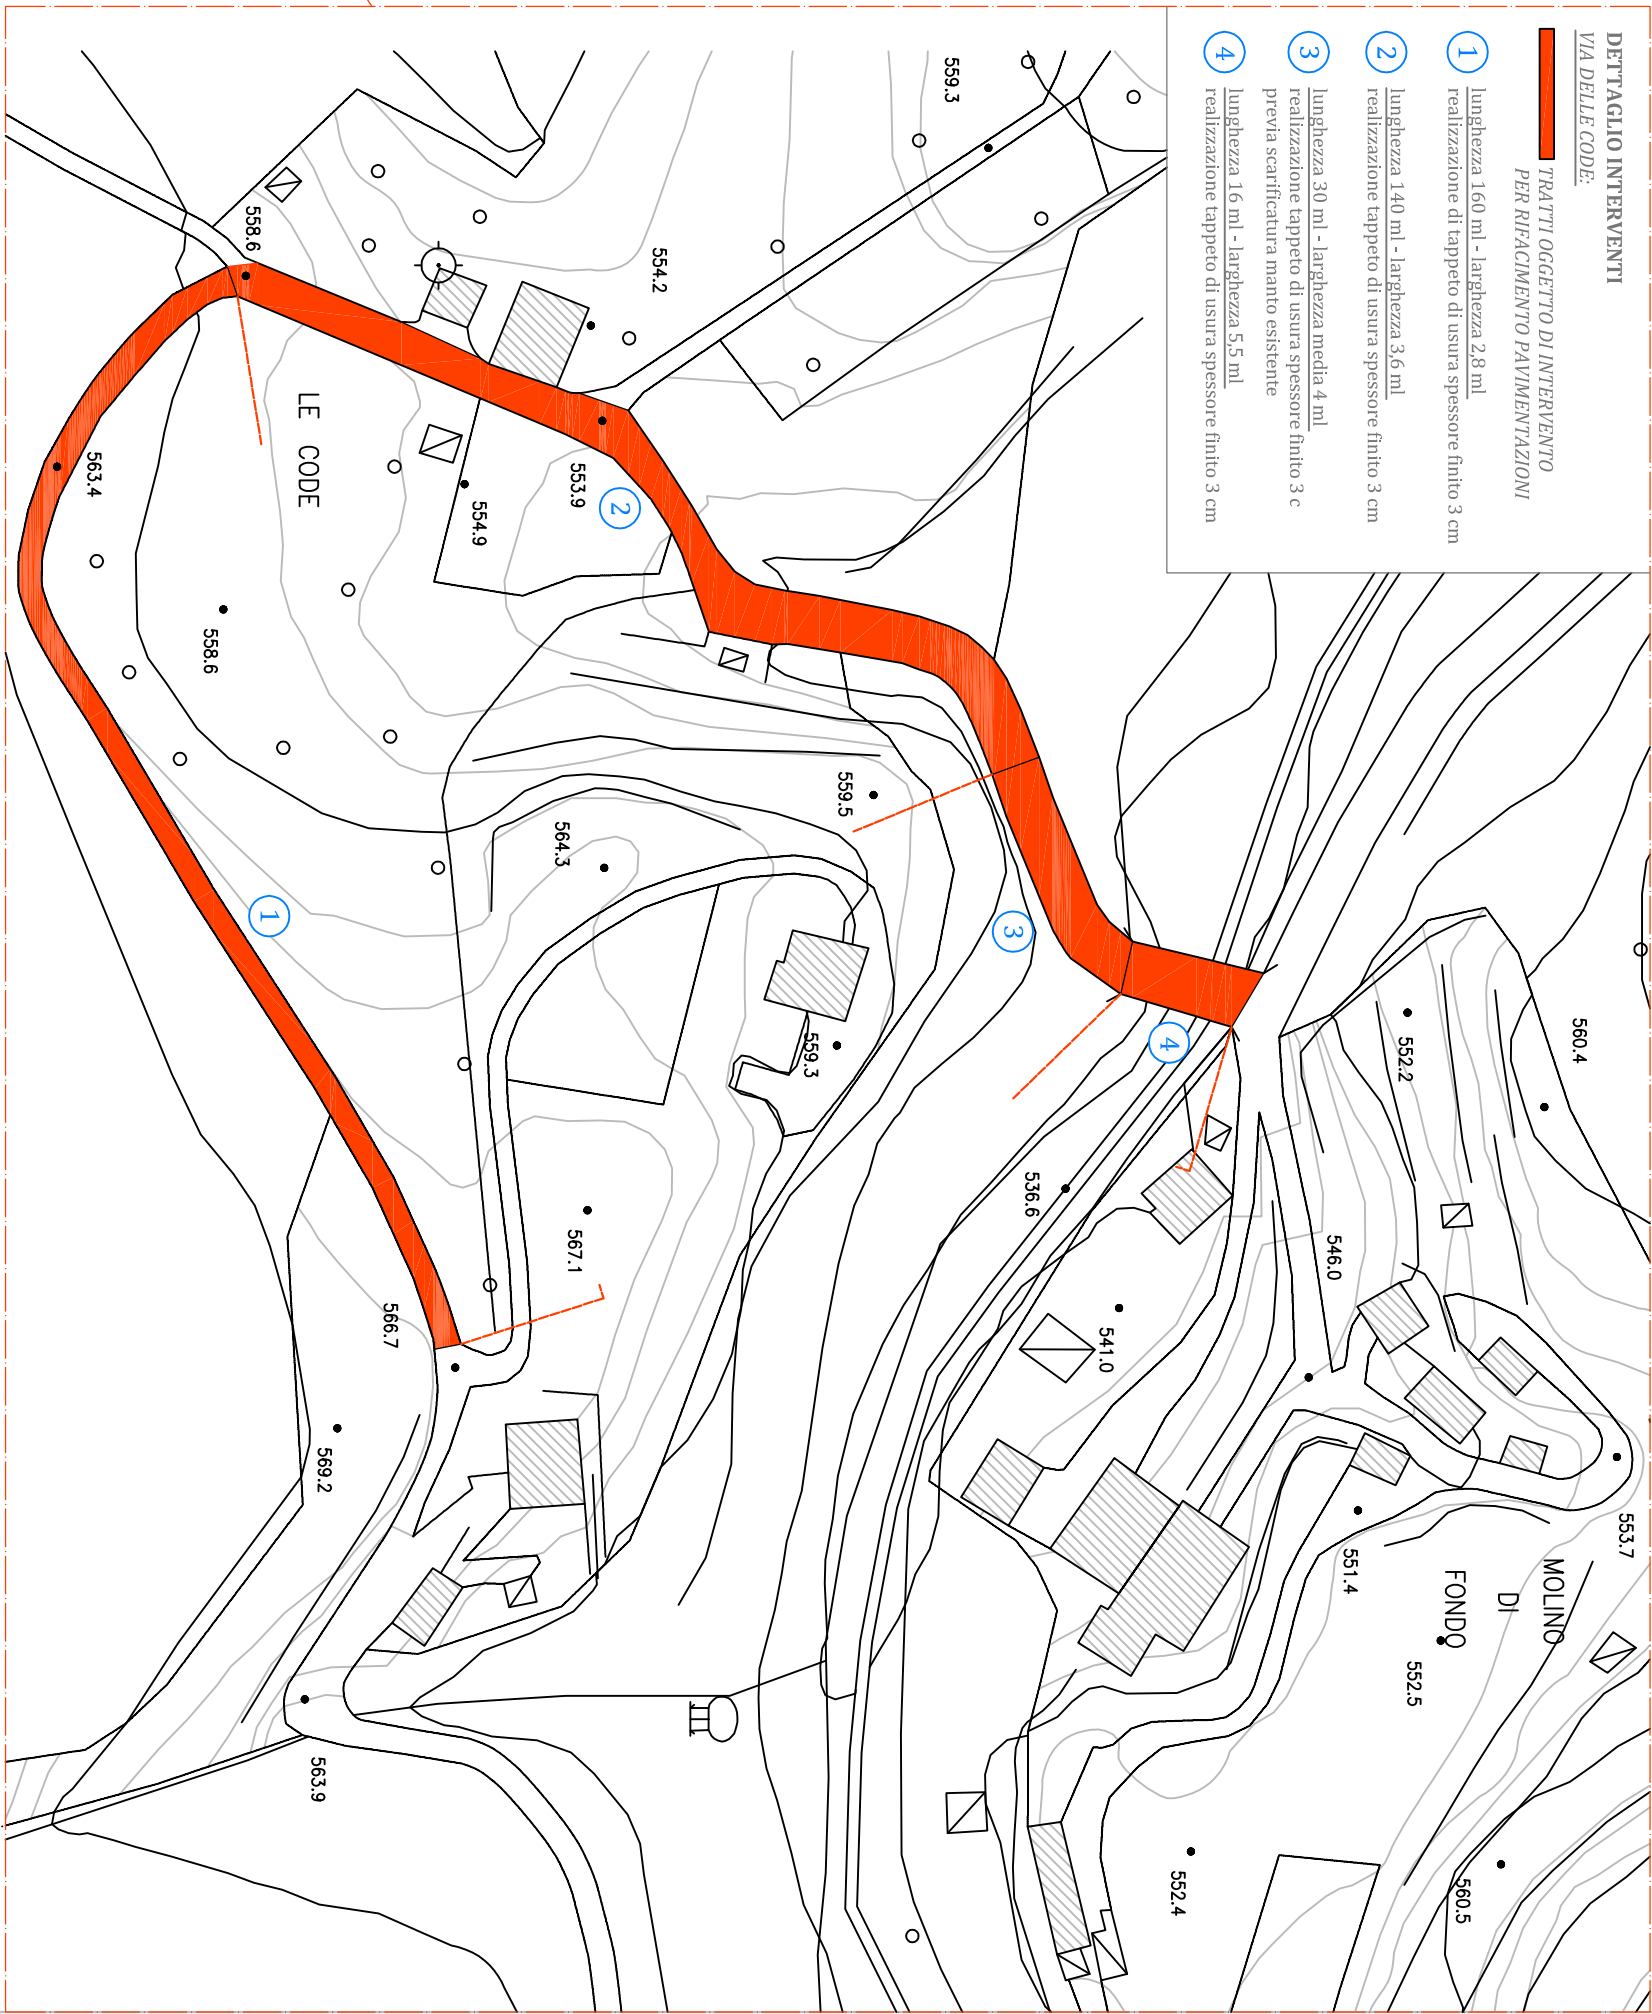 DETTAGLIO INTERVENTI
VIA DELLE CODE:
TRATTI OGGETTO DI INTERVENTO
PER RIFACIMENTO PAVIMENTAZIONI
1
lunghezza 160 ml - larghezza 2,8 ml
realizzazione di tappeto di usura spessore finito 3 cm
2
lunghezza 140 ml - larghezza 3,6 ml
realizzazione tappeto di usura spessore finito 3 cm
3
lunghezza 30 ml - larghezza media 4 ml
realizzazione tappeto di usura spessore finito 3 c
previa scarificatura manto esistente
4
lunghezza 16 ml - larghezza 5,5 ml
realizzazione tappeto di usura spessore finito 3 cm
559.3
554.2
558.6
LE CODE
563.4
554.9
553.9
2
558.6
559.5
564.3
1
3
4
559.3
560.4
552.2
536.6
546.0
567.1
566.7
541.0
569.2
553.7
551.4
MOLINO
DI
FONDO
552.5
563.9
552.4
560.5